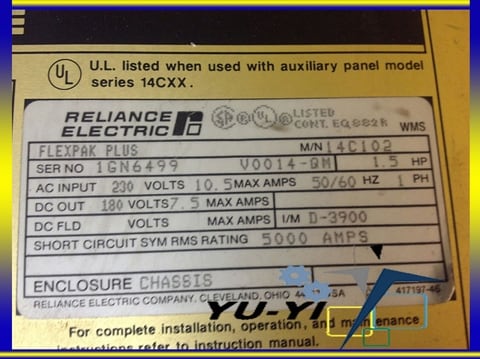 E
UL U.L. listed when used with auxiliary panel model
series 14CXX.
RELIANCE
ELECTRIC
LISTED
CONT. EQ. 882R
WMS
FLEXPAK PLUS M/N 14C102
SER NO 1GN6499 V0014-QM 1.5 HP
AC INPUT 230 VOLTS 10.5 MAX AMPS 50/60 HZ 1 PH
DC OUT 180 VOLTS 7.5 MAX AMPS
DC FLD VOLTS MAX AMPS I/M D-3900
SHORT CIRCUIT SYM RMS RATING 5000 AMPS
ENCLOSURE CHASSIS
RELIANCE ELECTRIC COMPANY, CLEVELAND, OHIO 417197-46
YU-YI
For complete installation, operation, and maintenance
instructions refer to instruction manual.